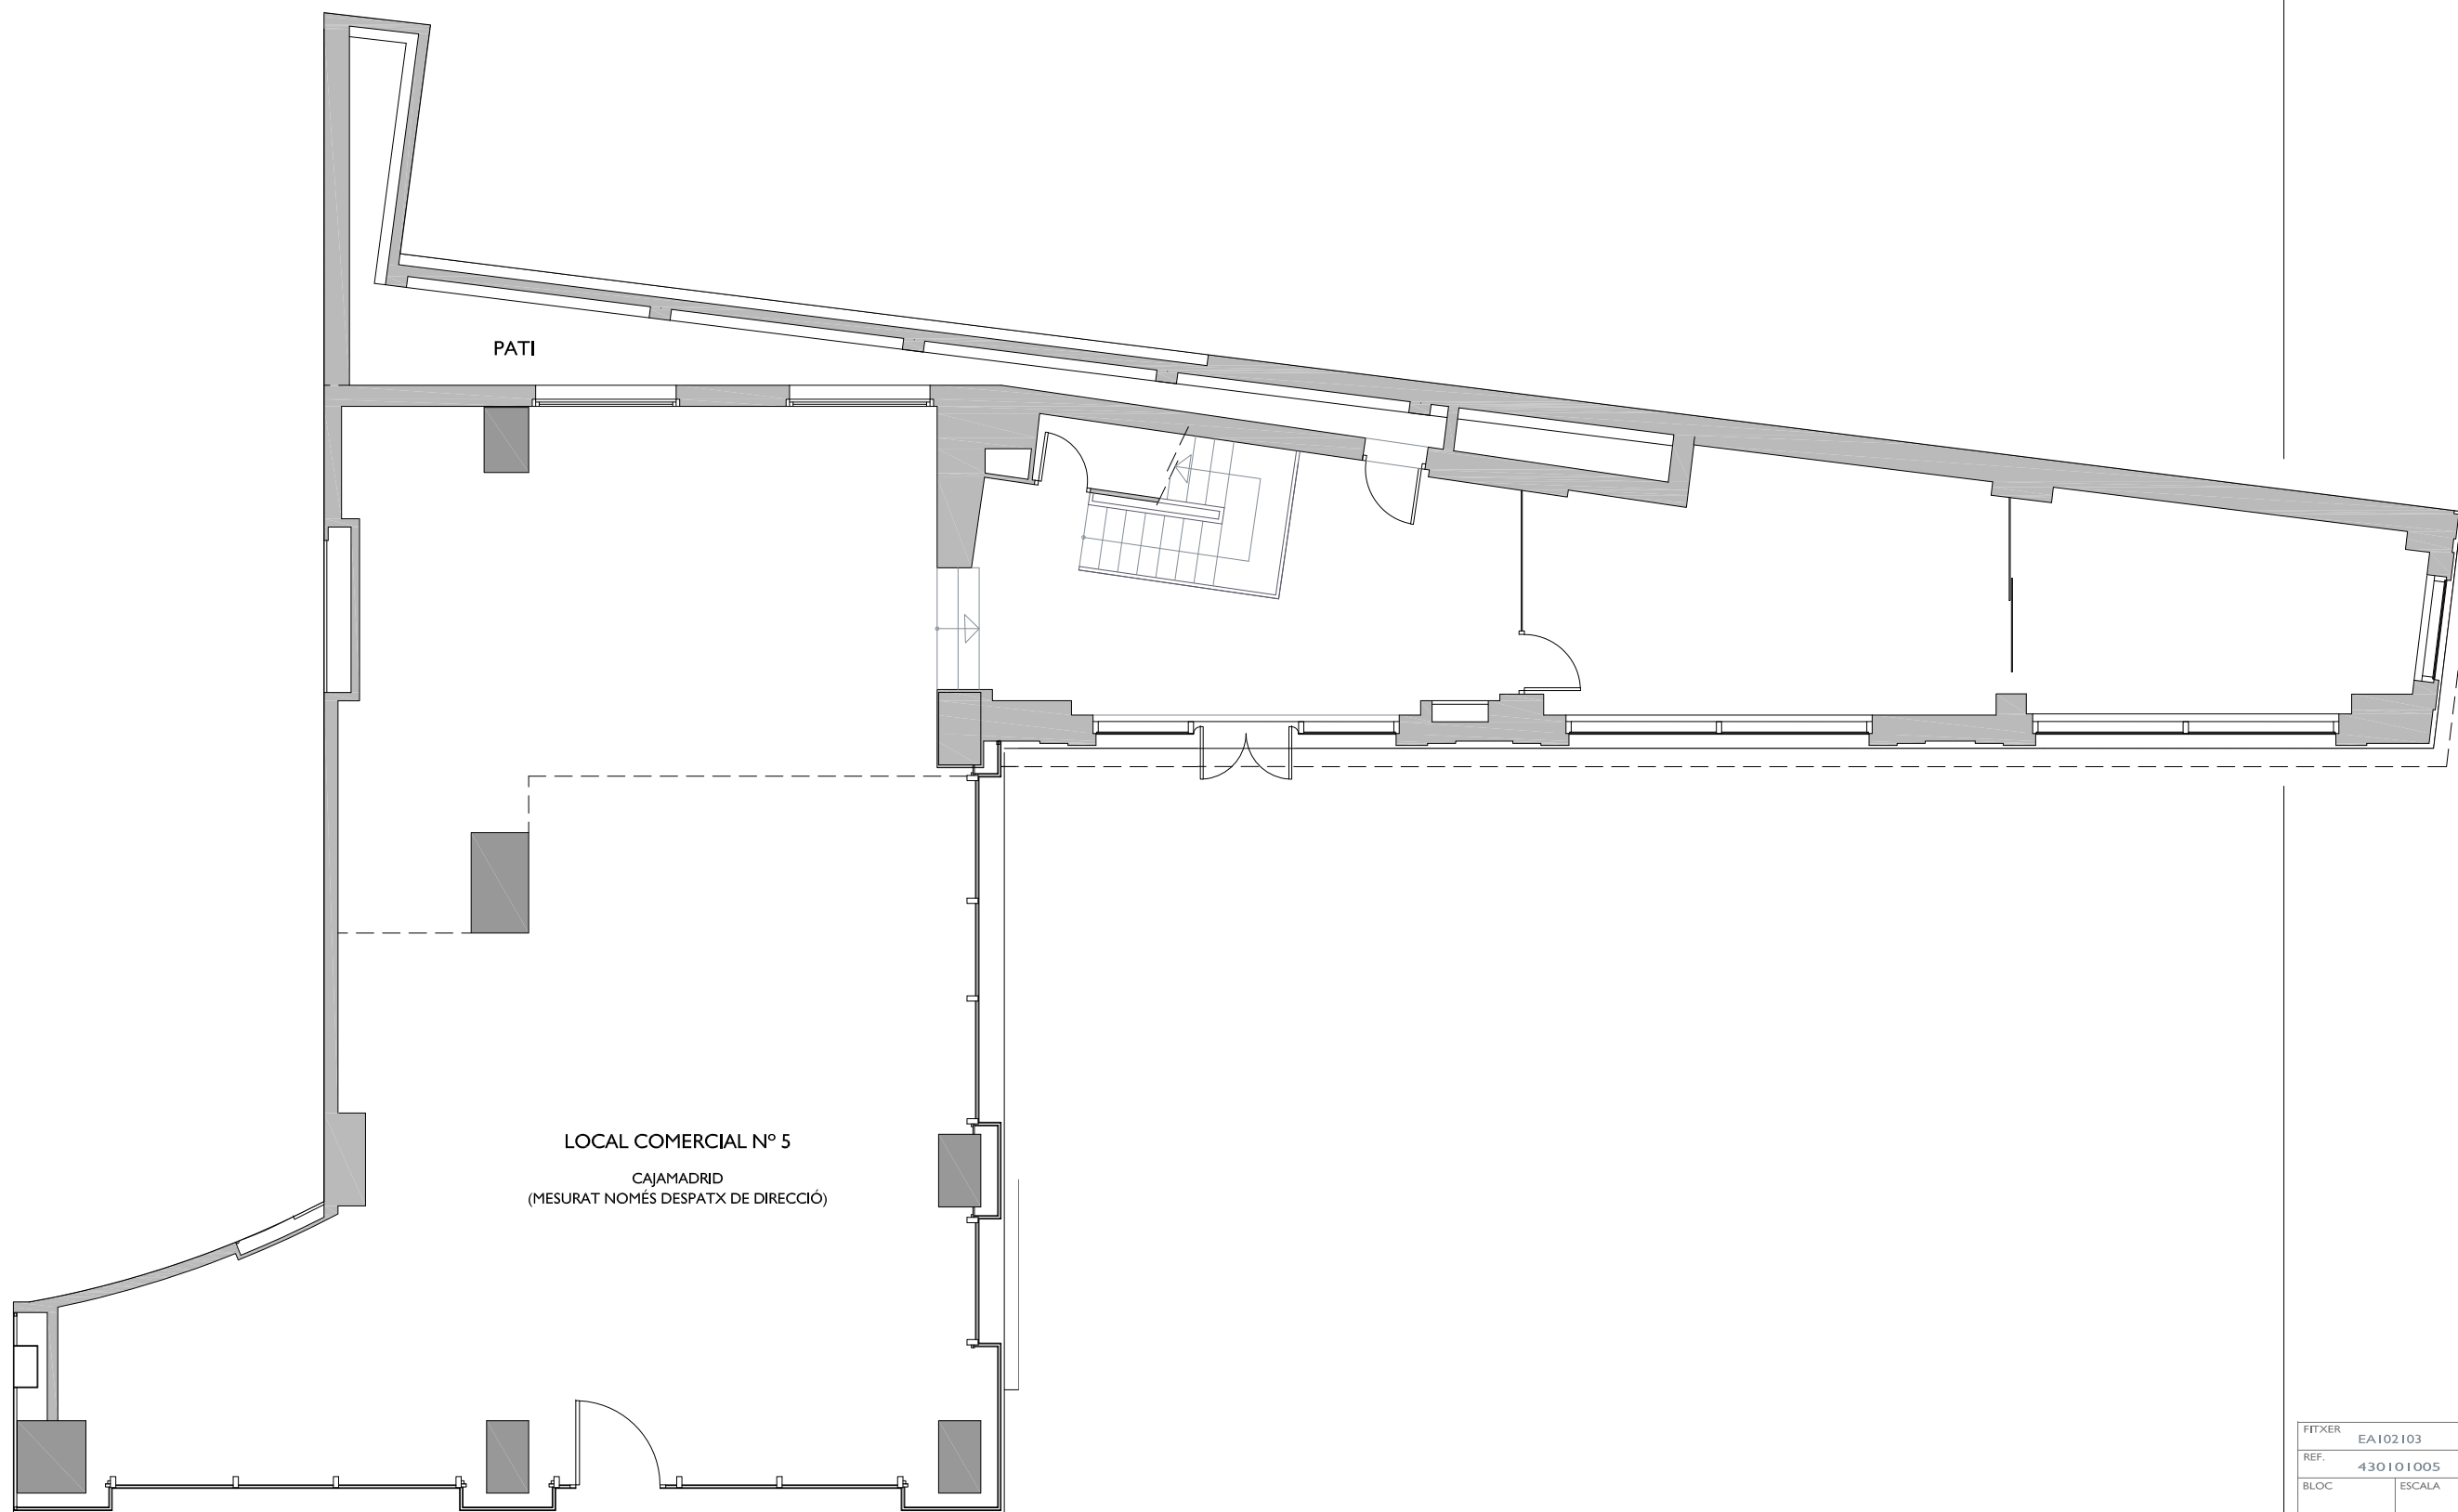 PATI
LOCAL COMERCIAL Nº 5
CAJAMADRID
(MESURAT NOMÉS DESPATX DE DIRECCIÓ)
FITXER
EA102103
REF.
430101005
BLOC ESCALA